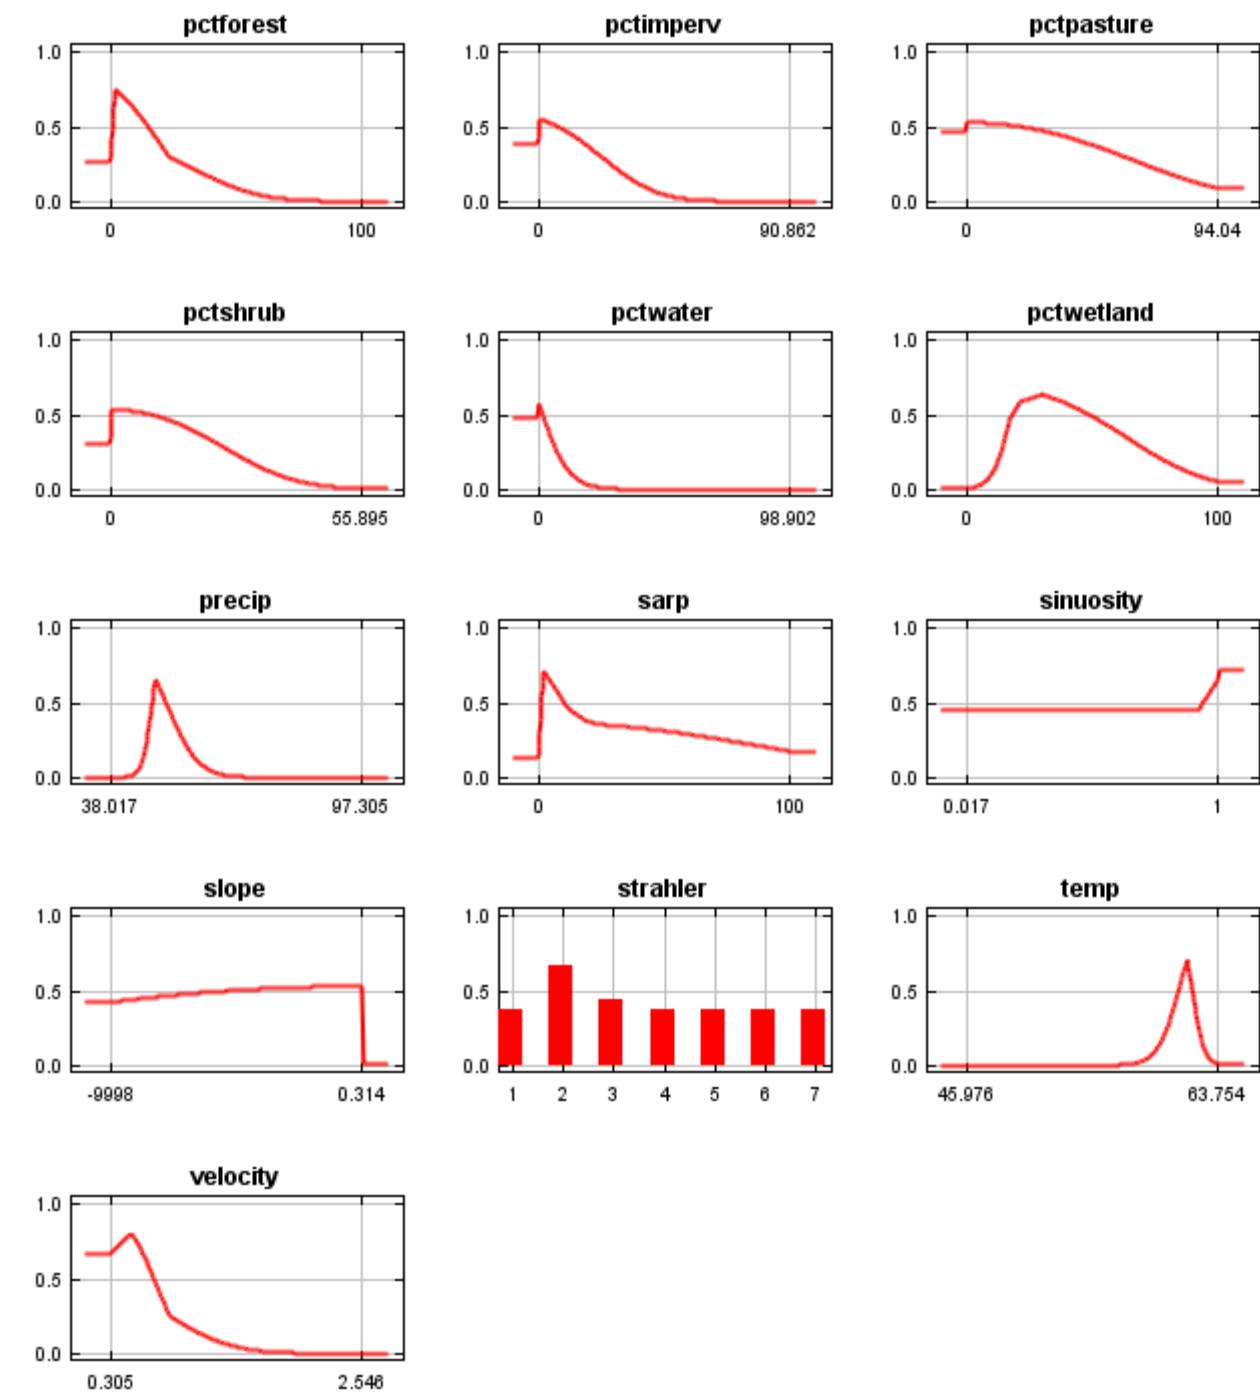 pctforest pctimperv pctpasture
1.0 1.0 1.0
0.5 0.5 0.5
0.0 0.0 0.0
0 100 0 90.862 0 94.04
pctshrub pctwater pctwetland
1.0 1.0 1.0
0.5 0.5 0.5
0.0 0.0 0.0
0 55.895 0 98.902 0 100
precip sarp sinuosity
1.0 1.0 1.0
0.5 0.5 0.5
0.0 0.0 0.0
38.017 97.305 0 100 0.017 1
slope strahler temp
1.0 1.0 1.0
0.5 0.5 0.5
0.0 0.0 0.0
-9998 0.314 1 2 3 4 5 6 7 45.976 63.754
velocity
1.0
0.5
0.0
0.305 2.546